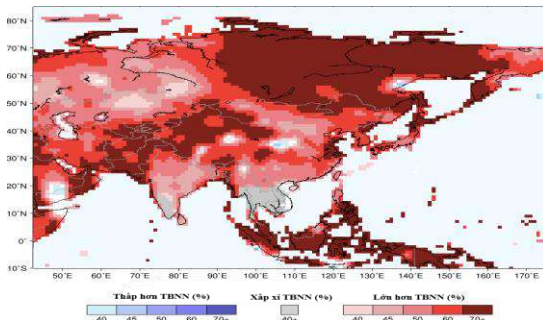 80°N
70°N
60°N
50°N
40°N
30°N
20°N
10°N
0°
10°S
50°E 60°E 70°E 80°E 90°E 100°E 110°E 120°E 130°E 140°E 150°E 160°E 170°E
Thấp hơn TBNN (%) Xấp xỉ TBNN (%) Lớn hơn TBNN (%)
40 45 50 60 70+ 40+ 40 45 50 60 70+